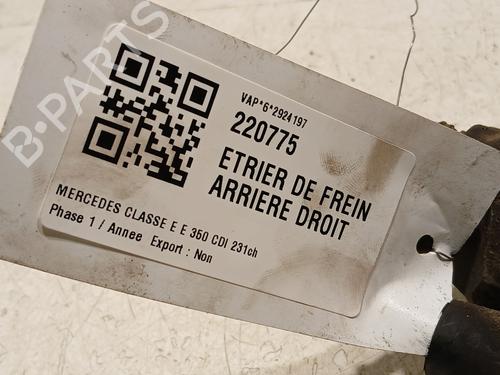 B-PARTS
VAP*6*2924197
220775
ETRIER DE FREIN
ARRIERE DROIT
MERCEDES CLASSE E E 350 CDI 231ch
Phase 1 / Annee Export : Non